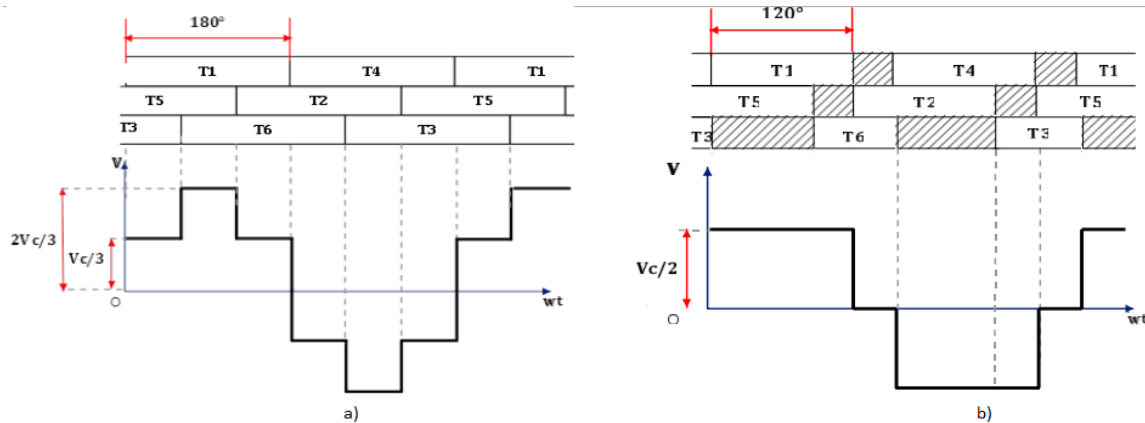 180°
T1 T4 T1
T5 T2 T5
T3 T6 T3
V
2Vc/3
Vc/3
O
wt
a)
120°
T1 T4 T1
T5 T2 T5
T3 T6 T3
V
Vc/2
O
wt
b)